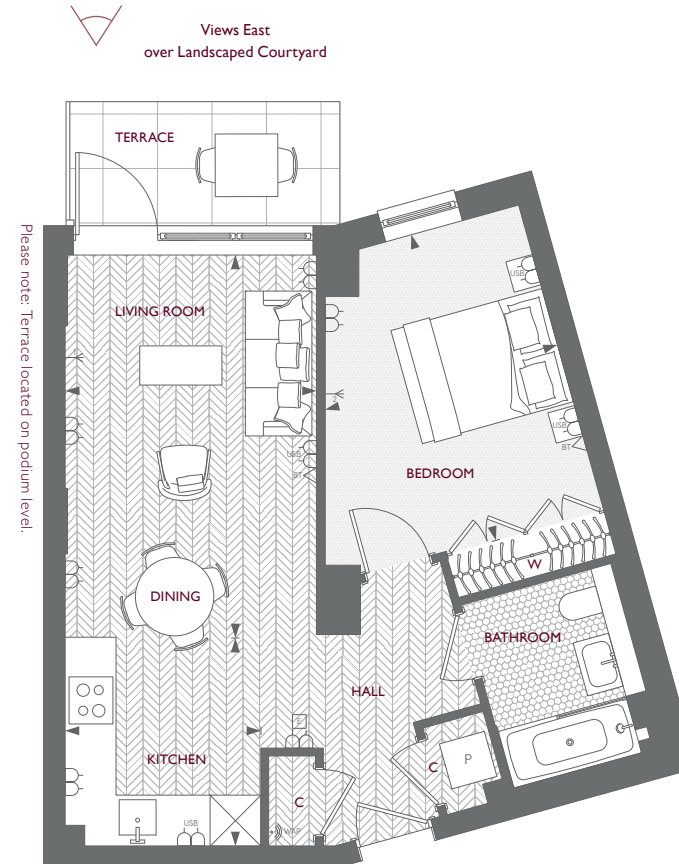 Views East
over Landscaped Courtyard
TERRACE
Please note: Terrace located on podium level.
LIVING ROOM
USB
2
USB
BT
USB
BT
BEDROOM
W
DINING
BATHROOM
HALL
E
KITCHEN
C
P
C
USB
WAP